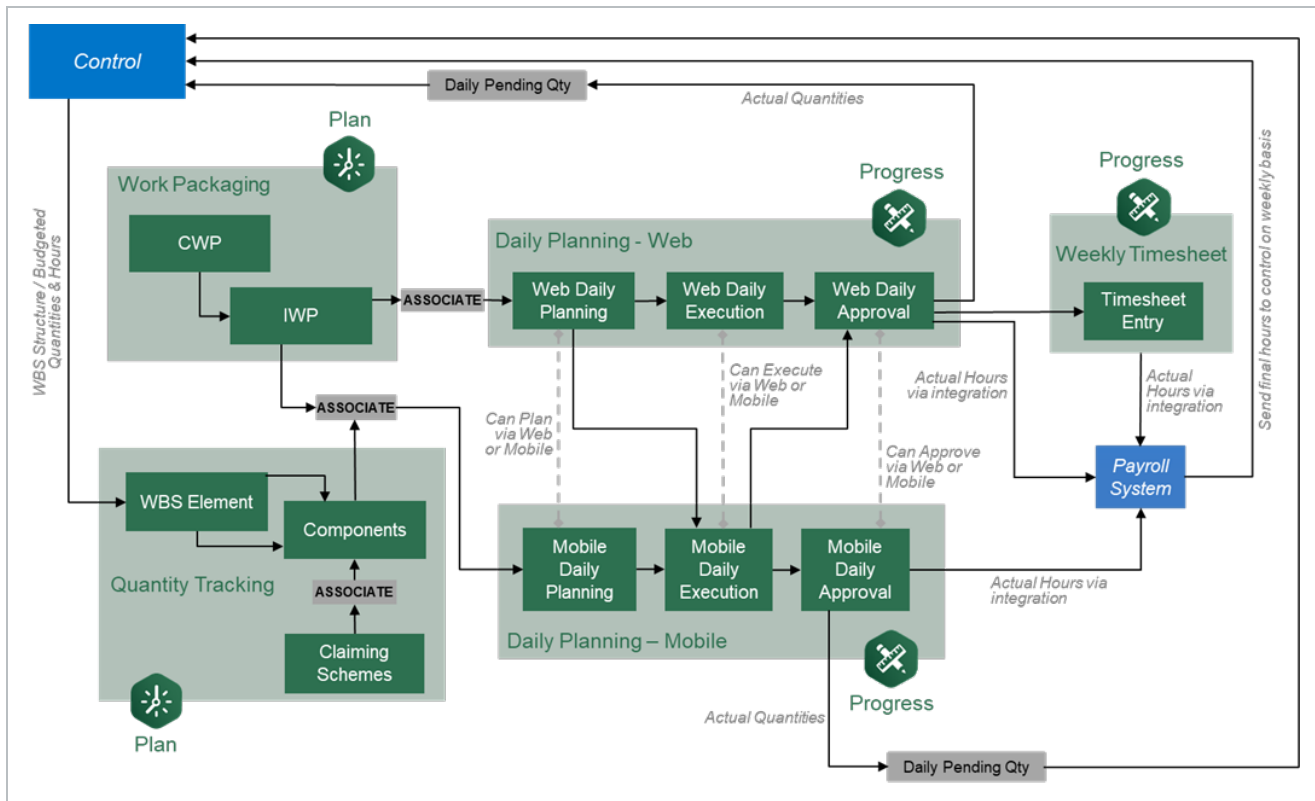 Control
Daily Pending Qty
Actual Quantities
Plan
Work Packaging
CWP
IWP
ASSOCIATE
ASSOCIATE
WBS Structure / Budgeted
Quantities & Hours
Progress
Daily Planning - Web
Web Daily
Planning
Web Daily
Execution
Web Daily
Approval
Progress
Weekly Timesheet
Timesheet
Entry
Send final hours to control on weekly basis
Can Plan
via Web
or Mobile
Can Execute
via Web or
Mobile
Can Approve
via Web or
Mobile
Actual Hours
via integration
Actual
Hours via
integration
Payroll
System
WBS Element
Components
Quantity Tracking
ASSOCIATE
Claiming
Schemes
Plan
Mobile
Daily
Planning
Mobile
Daily
Execution
Mobile
Daily
Approval
Daily Planning – Mobile
Actual Hours via
integration
Progress
Actual Quantities
Daily Pending Qty